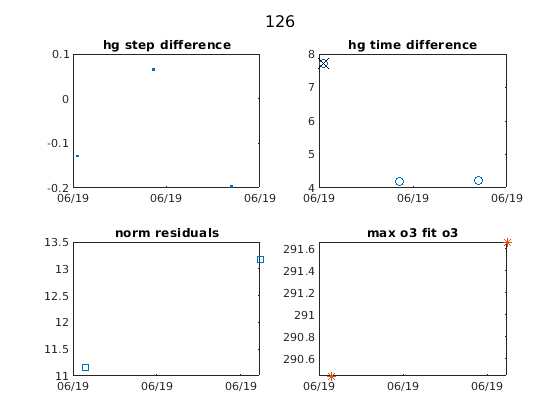 126
hg step difference
0.1
0
-0.1
-0.2
06/19 06/19 06/19
hg time difference
8
7
6
5
4
06/19 06/19 06/19
norm residuals
13.5
13
12.5
12
11.5
11
06/19 06/19 06/19
max o3 fit o3
291.6
291.4
291.2
291
290.8
290.6
06/19 06/19 06/19